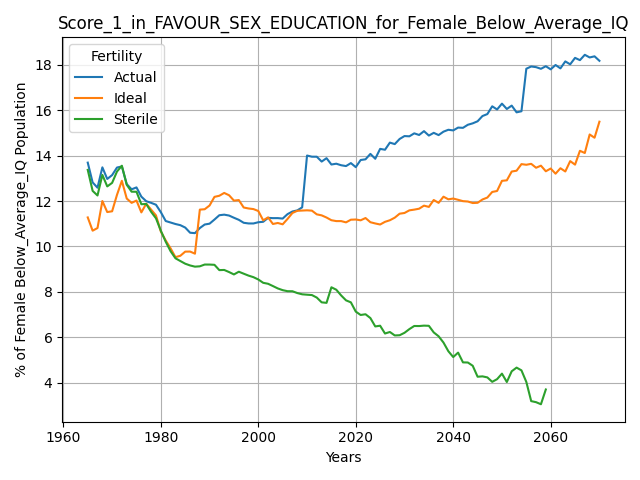 Score_1_in_FAVOUR_SEX_EDUCATION_for_Female_Below_Average_IQ
Fertility
Actual
Ideal
Sterile
% of Female Below_Average_IQ Population
18
16
14
12
10
8
6
4
1960
1980
2000
2020
2040
2060
Years